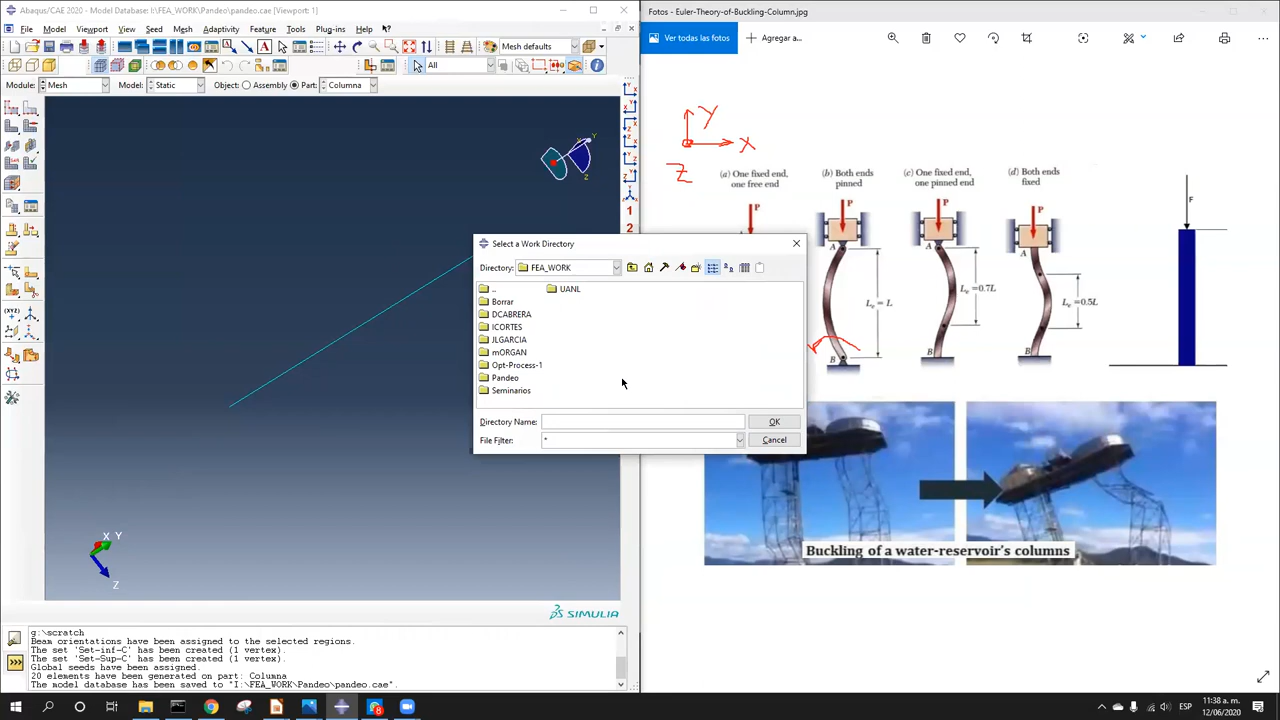 Abaqus/CAE 2020 - Model Database: I:\FEA_WORK\Pandeo\pandeo.cae [Viewport: 1]
File Model Viewport View Seed Mesh Adaptivity Feature Tools Plug-ins Help
Mesh defaults
All
Module: Mesh Model: Static Object: Assembly Part: Columna
1
2
Y
Z
X Y
Z
SIMULIA
g:\scratch
Beam orientations have been assigned to the selected regions.
The set 'Set-inf-C' has been created (1 vertex).
The set 'Set-Sup-C' has been created (1 vertex).
Global seeds have been assigned.
20 elements have been generated on part: Columna
The model database has been saved to "I:\FEA_WORK\Pandeo\pandeo.cae".
Select a Work Directory
Directory: FEA_WORK
..
Borrar
DCABRERA
ICORTES
JLGARCIA
mORGAN
Opt-Process-1
Pandeo
Seminarios
UANL
Directory Name:
OK
File Filter: *
Cancel
Fotos - Euler-Theory-of-Buckling-Column.jpg
Ver todas las fotos
Agregar a...
Y
X
Z
(a) One fixed end,
one free end
(b) Both ends
pinned
(c) One fixed end,
one pinned end
(d) Both ends
fixed
P
P
P
P
A
A
A
Le = L
Le = 0.7L
Le = 0.5L
B
B
B
F
Buckling of a water-reservoir's columns
ESP
11:38 a. m.
12/06/2020